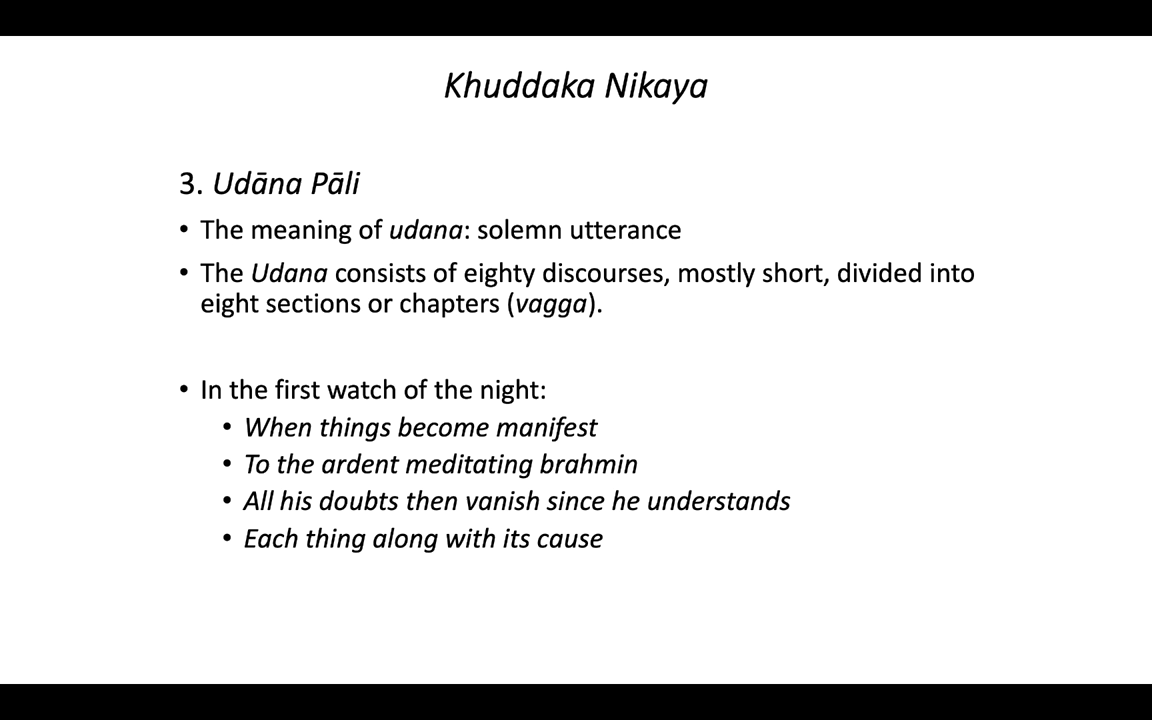 Khuddaka Nikaya
3. Udāna Pāli
• The meaning of udana: solemn utterance
• The Udana consists of eighty discourses, mostly short, divided into
eight sections or chapters (vagga).
• In the first watch of the night:
• When things become manifest
• To the ardent meditating brahmin
• All his doubts then vanish since he understands
• Each thing along with its cause